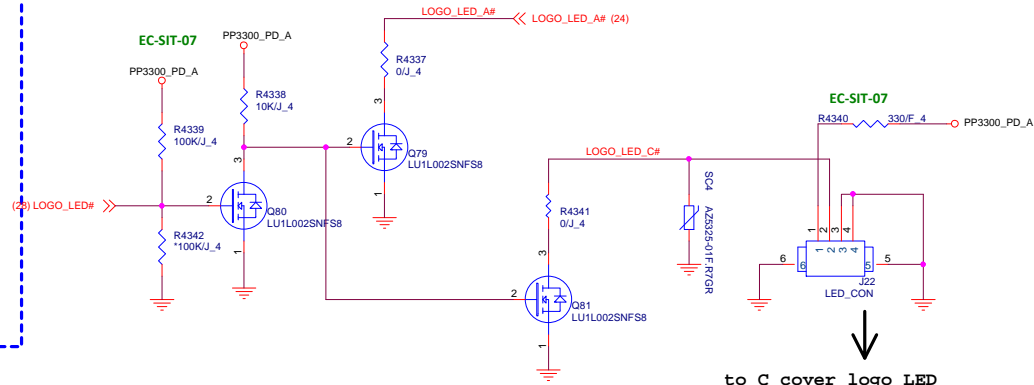 LOGO_LED_A#
LOGO_LED_A# (24)
EC-SIT-07
PP3300_PD_A
PP3300_PD_A
R4337
0/J_4
R4338
10K/J_4
R4339
100K/J_4
3
2
Q79
LU1L002SNFS8
1
EC-SIT-07
R4340
330/F_4
PP3300_PD_A
LOGO_LED_C#
3
(23) LOGO_LED#
2
Q80
LU1L002SNFS8
1
R4342
*100K/J_4
R4341
0/J_4
SC4
AZ5325-01F.R7GR
1
2
3
4
1
2
3
4
6
6
5
5
J22
LED_CON
3
2
Q81
LU1L002SNFS8
1
to C cover logo LED